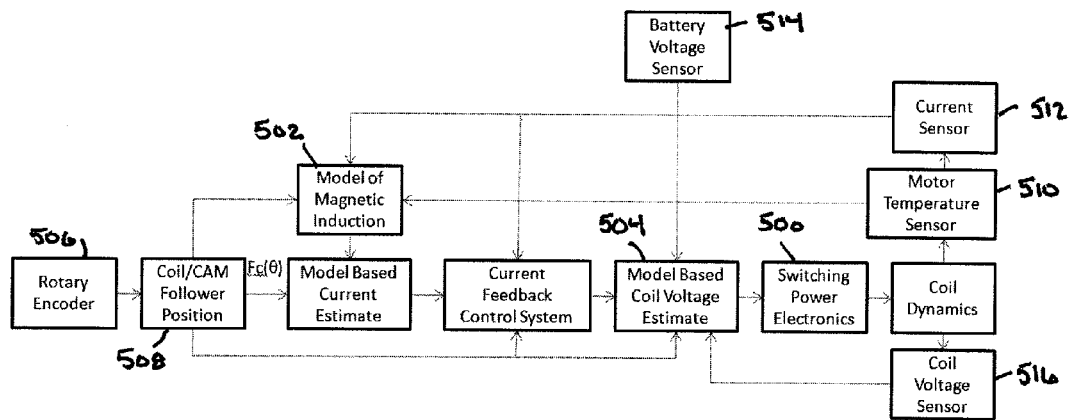 Battery
Voltage
Sensor
514
Current
Sensor
512
502
Model of
Magnetic
Induction
Motor
Temperature
Sensor
510
506
Rotary
Encoder
Coil/CAM
Follower
Position
508
Fc(θ)
Model Based
Current
Estimate
Current
Feedback
Control System
504
Model Based
Coil Voltage
Estimate
500
Switching
Power
Electronics
Coil
Dynamics
Coil
Voltage
Sensor
516